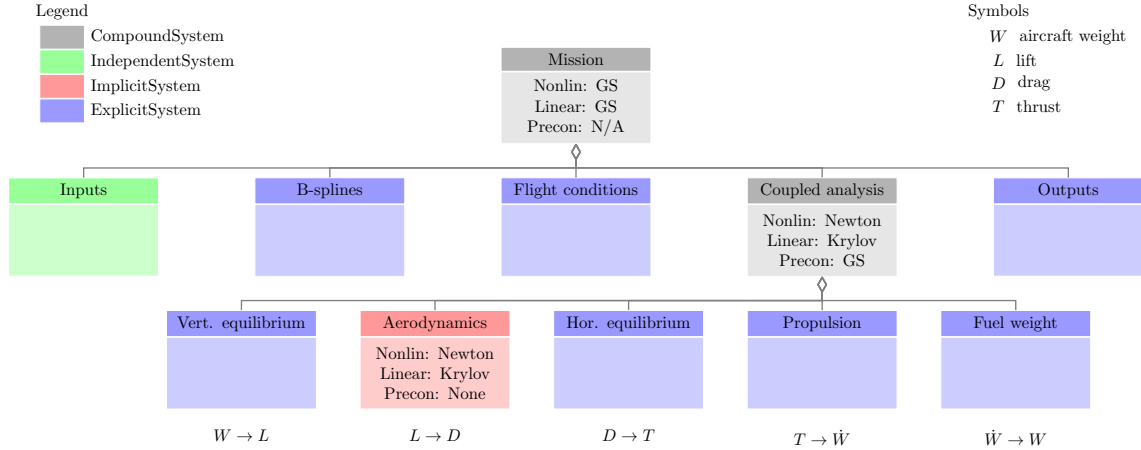 Legend
CompoundSystem
IndependentSystem
ImplicitSystem
ExplicitSystem
Symbols
W aircraft weight
L lift
D drag
T thrust
Mission
Nonlin: GS
Linear: GS
Precon: N/A
Inputs
B-splines
Flight conditions
Coupled analysis
Nonlin: Newton
Linear: Krylov
Precon: GS
Outputs
Vert. equilibrium
Aerodynamics
Nonlin: Newton
Linear: Krylov
Precon: None
Hor. equilibrium
Propulsion
Fuel weight
W → L
L → D
D → T
T → Ẇ
Ẇ → W